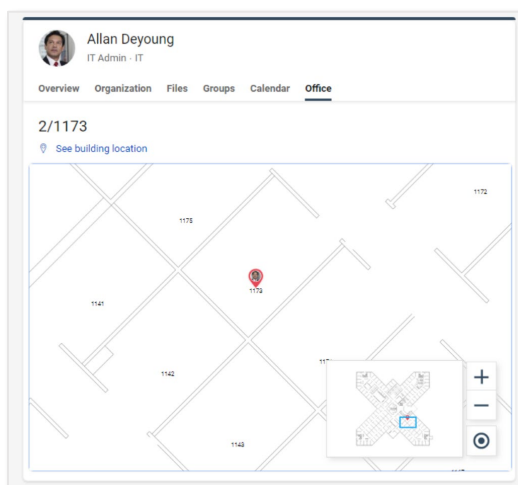 Allan Deyoung
IT Admin · IT
Overview Organization Files Groups Calendar Office
2/1173
See building location
1172
1175
1173
1141
1142
1143